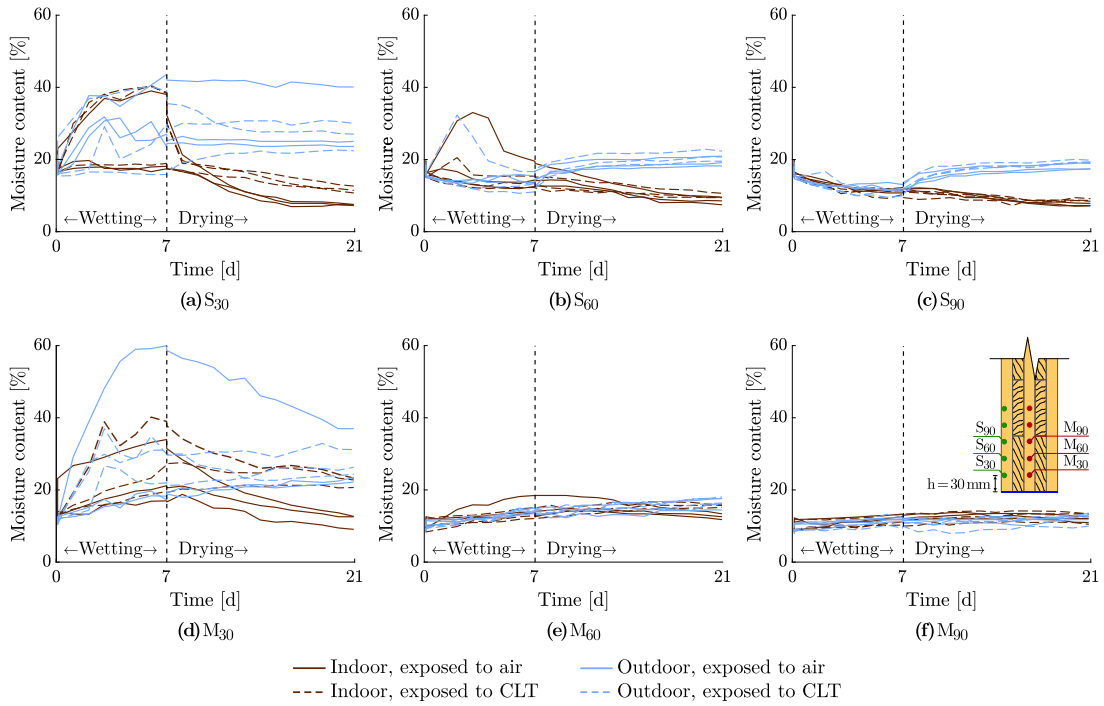 60
40
20
0
0
7
21
Moisture content [%]
←Wetting→
Drying→
Time [d]
(a) S30
60
40
20
0
0
7
21
Moisture content [%]
←Wetting→
Drying→
Time [d]
(b) S60
60
40
20
0
0
7
21
Moisture content [%]
←Wetting→
Drying→
Time [d]
(c) S90
60
40
20
0
0
7
21
Moisture content [%]
←Wetting→
Drying→
Time [d]
(d) M30
60
40
20
0
0
7
21
Moisture content [%]
←Wetting→
Drying→
Time [d]
(e) M60
60
40
20
0
0
7
21
Moisture content [%]
←Wetting→
Drying→
S90
S60
S30
h = 30 mm
M90
M60
M30
Time [d]
(f) M90
Indoor, exposed to air
Indoor, exposed to CLT
Outdoor, exposed to air
Outdoor, exposed to CLT